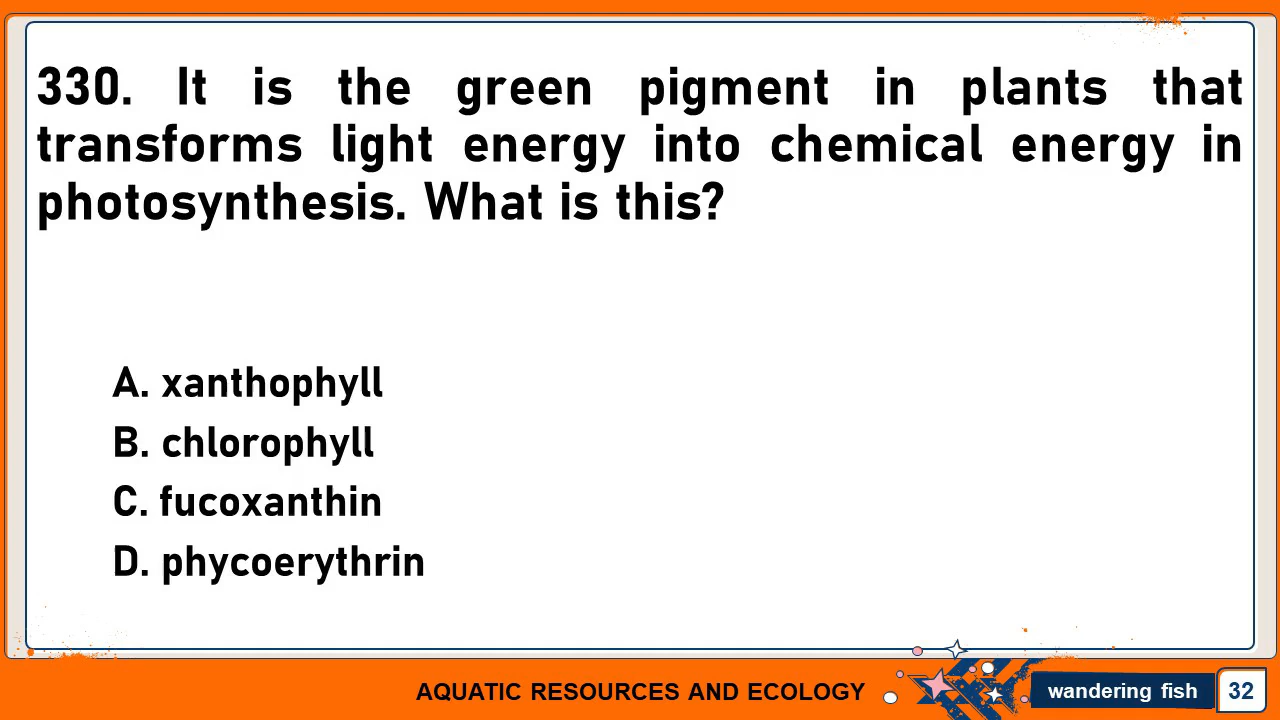 330. It is the green pigment in plants that
transforms light energy into chemical energy in
photosynthesis. What is this?
A. xanthophyll
B. chlorophyll
C. fucoxanthin
D. phycoerythrin
AQUATIC RESOURCES AND ECOLOGY
wandering fish
32